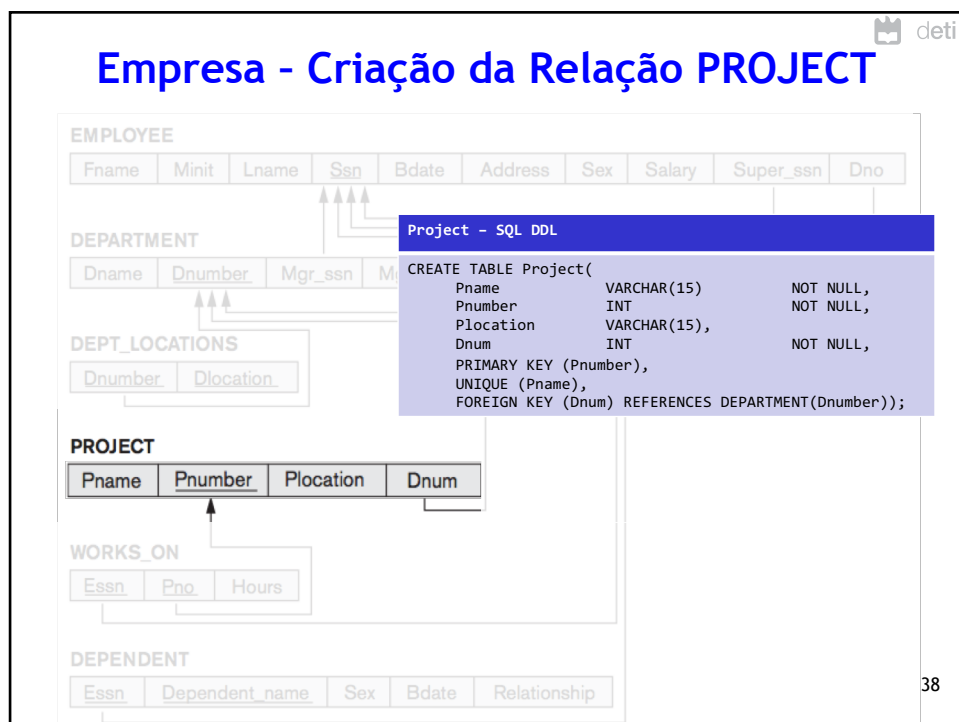 deti
Empresa – Criação da Relação PROJECT
EMPLOYEE
Fname Minit Lname Ssn Bdate Address Sex Salary Super_ssn Dno
DEPARTMENT
Dname Dnumber Mgr_ssn
Project – SQL DDL
CREATE TABLE Project(
Pname VARCHAR(15) NOT NULL,
Pnumber INT NOT NULL,
Plocation VARCHAR(15),
Dnum INT NOT NULL,
PRIMARY KEY (Pnumber),
UNIQUE (Pname),
FOREIGN KEY (Dnum) REFERENCES DEPARTMENT(Dnumber));
DEPT_LOCATIONS
Dnumber Dlocation
PROJECT
Pname Pnumber Plocation Dnum
WORKS_ON
Essn Pno Hours
DEPENDENT
Essn Dependent_name Sex Bdate Relationship
38